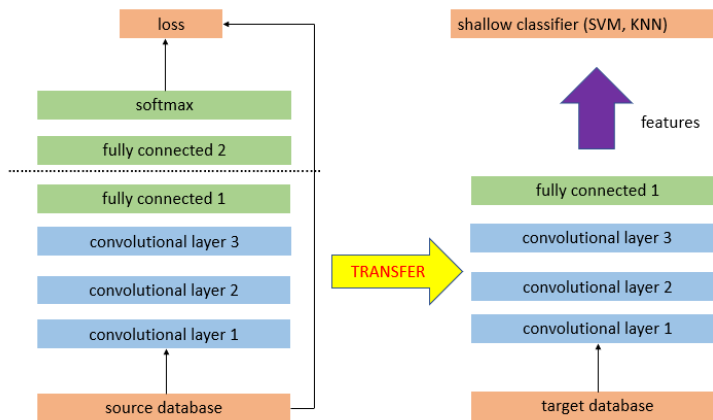 loss
softmax
fully connected 2
fully connected 1
convolutional layer 3
convolutional layer 2
convolutional layer 1
source database
TRANSFER
shallow classifier (SVM, KNN)
features
fully connected 1
convolutional layer 3
convolutional layer 2
convolutional layer 1
target database